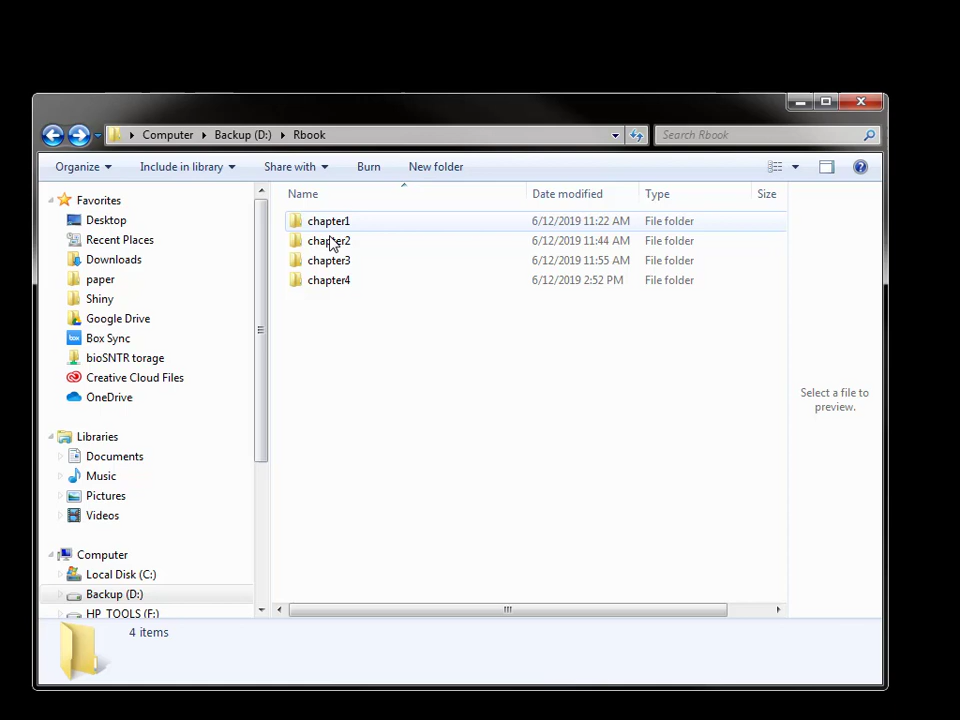 Computer Backup (D:) Rbook
Search Rbook
Organize Include in library Share with Burn New folder
Name Date modified Type Size
chapter1 6/12/2019 11:22 AM File folder
chapter2 6/12/2019 11:44 AM File folder
chapter3 6/12/2019 11:55 AM File folder
chapter4 6/12/2019 2:52 PM File folder
Favorites
Desktop
Recent Places
Downloads
paper
Shiny
Google Drive
box Box Sync
bioSNTR torage
Creative Cloud Files
OneDrive
Libraries
Documents
Music
Pictures
Videos
Computer
Local Disk (C:)
Backup (D:)
HP_TOOLS (F:)
Select a file to
preview.
4 items